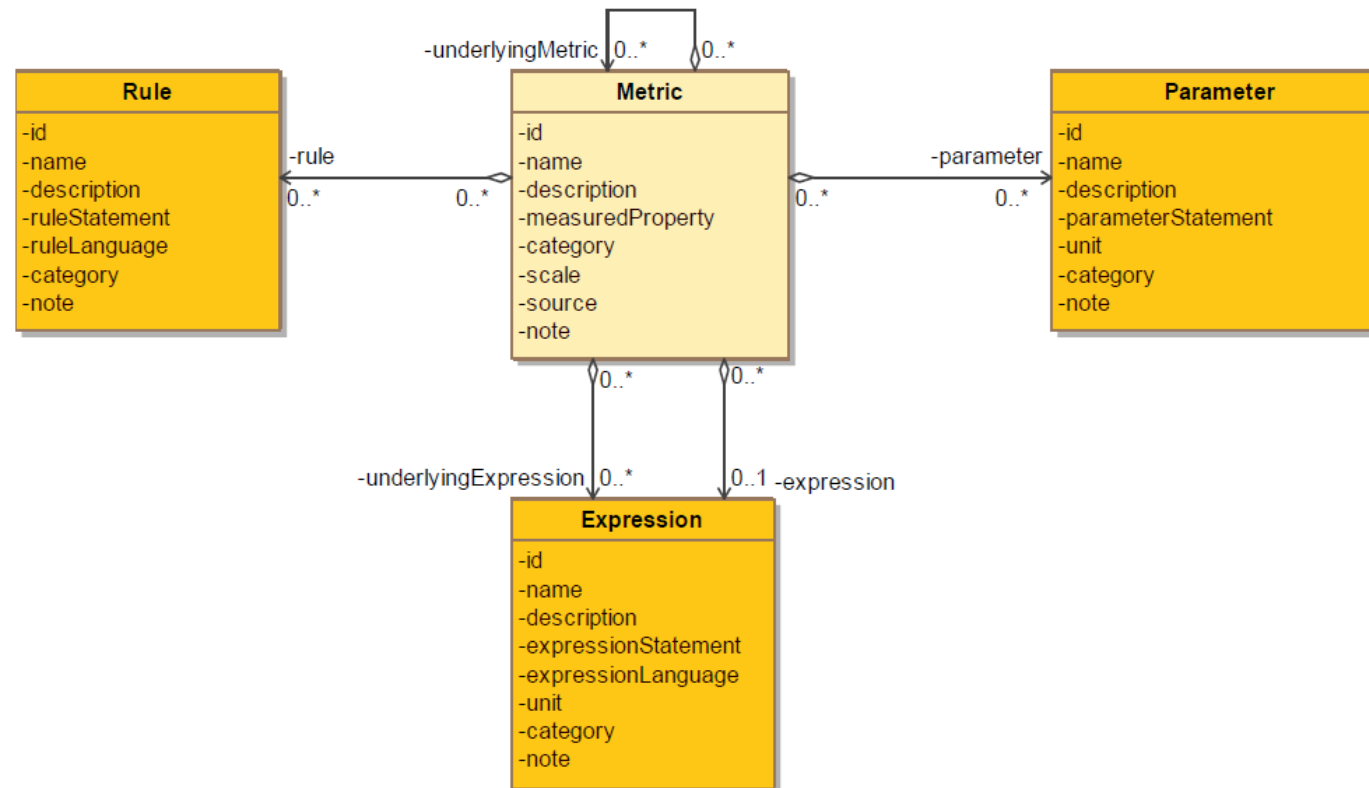 -underlyingMetric 0..* 0..*
Rule
-id
-name
-description
-ruleStatement
-ruleLanguage
-category
-note
-rule
0..* 0..*
Metric
-id
-name
-description
-measuredProperty
-category
-scale
-source
-note
-parameter
0..* 0..*
Parameter
-id
-name
-description
-parameterStatement
-unit
-category
-note
0..* 0..*
-underlyingExpression 0..* 0..1 -expression
Expression
-id
-name
-description
-expressionStatement
-expressionLanguage
-unit
-category
-note